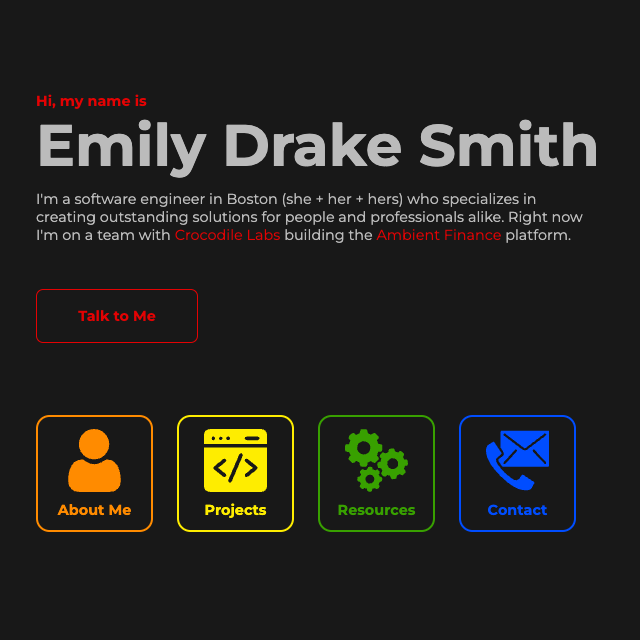 Hi, my name is
Emily Drake Smith
I'm a software engineer in Boston (she + her + hers) who specializes in
creating outstanding solutions for people and professionals alike. Right now
I'm on a team with Crocodile Labs building the Ambient Finance platform.
Talk to Me
About Me
Projects
Resources
Contact